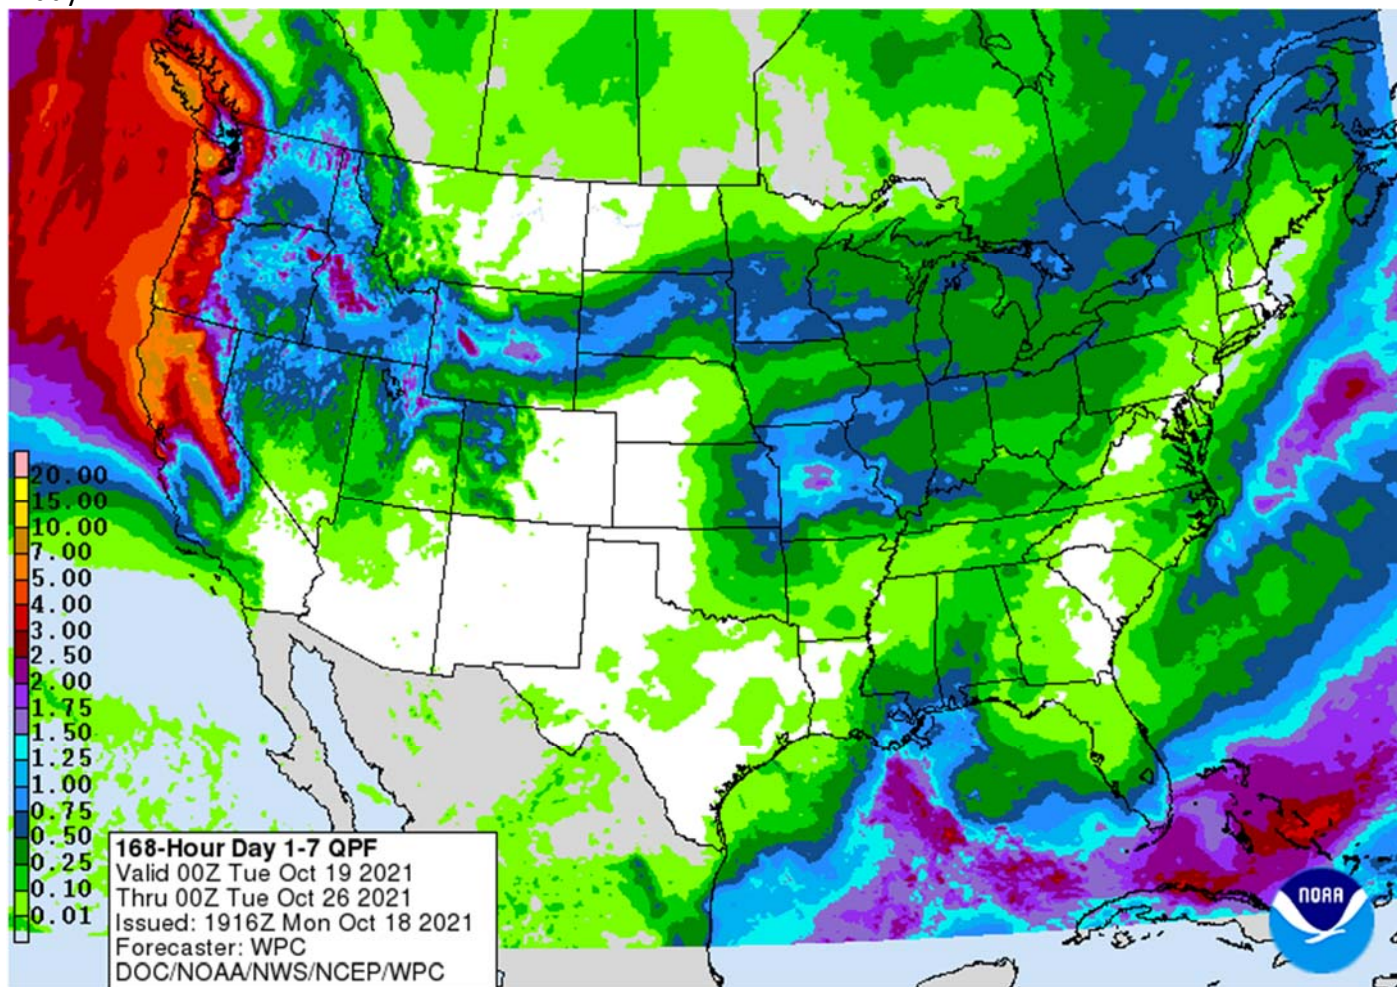 20.00
15.00
10.00
7.00
5.00
4.00
3.00
2.50
2.00
1.75
1.50
1.25
1.00
0.75
0.50
0.25
0.10
0.01
168-Hour Day 1-7 QPF
Valid 00Z Tue Oct 19 2021
Thru 00Z Tue Oct 26 2021
Issued: 1916Z Mon Oct 18 2021
Forecaster: WPC
DOC/NOAA/NWS/NCEP/WPC
NOAA